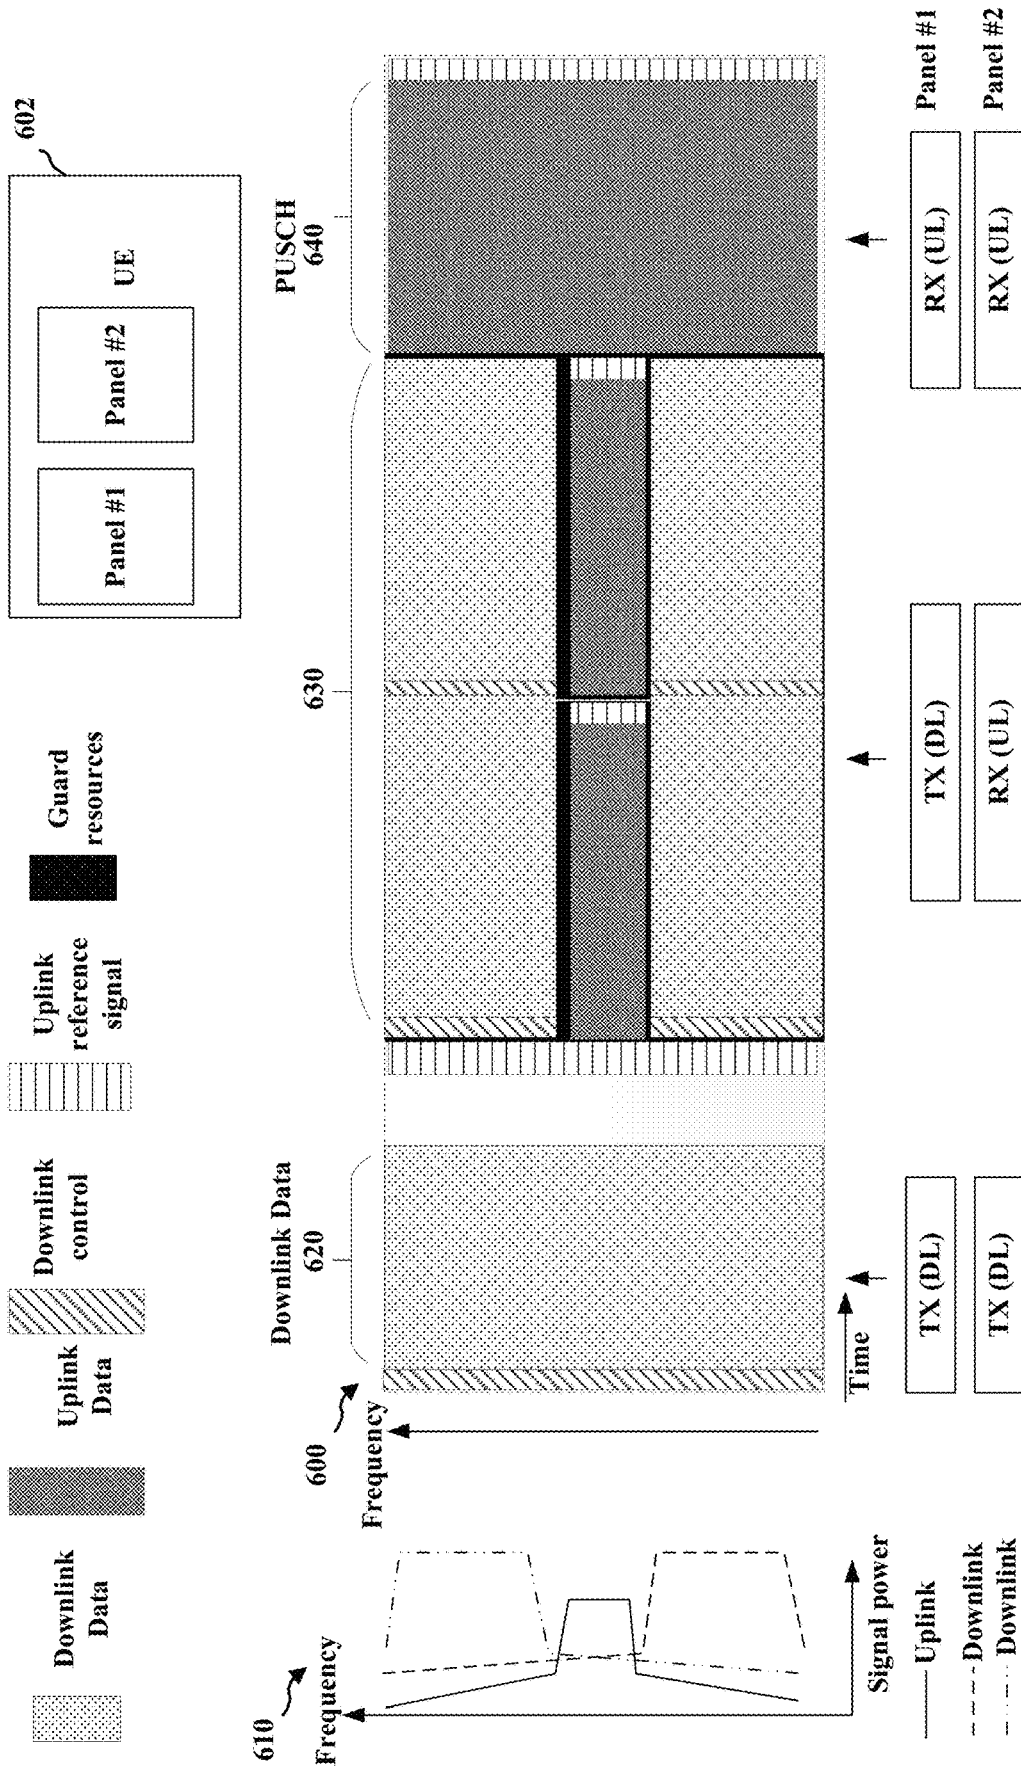 Downlink
Data
Uplink
Data
Downlink
control
Uplink
reference
signal
Guard
resources
Panel #1
Panel #2
UE
602
610
Frequency
Signal power
Uplink
Downlink
Downlink
600
Frequency
Time
Downlink Data
620
630
PUSCH
640
TX (DL)
TX (DL)
TX (DL)
RX (UL)
RX (UL)
RX (UL)
Panel #1
Panel #2